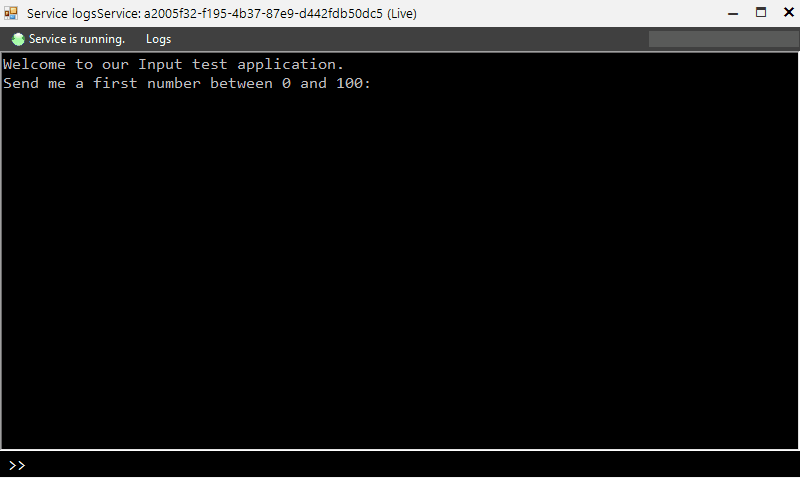 Service logsService: a2005f32-f195-4b37-87e9-d442fdb50dc5 (Live)
Service is running. Logs
Welcome to our Input test application.
Send me a first number between 0 and 100:
>>